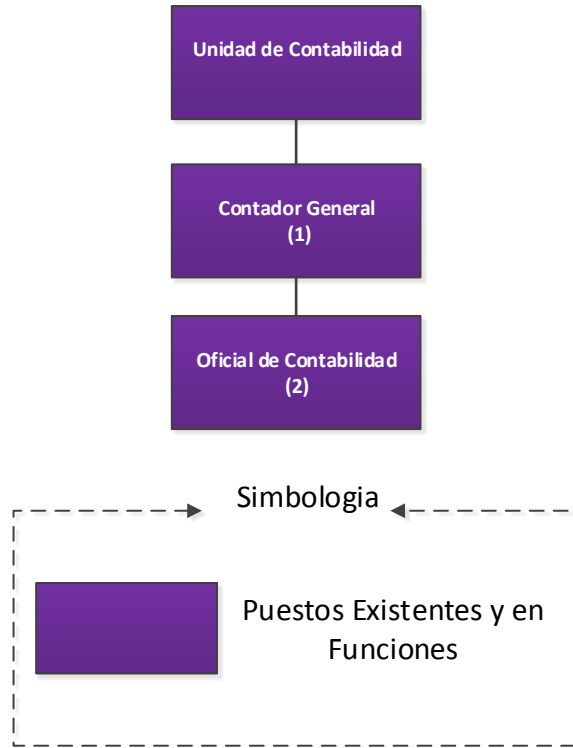 Unidad de Contabilidad
Contador General
(1)
Oficial de Contabilidad
(2)
Simbologia
Puestos Existentes y en
Funciones